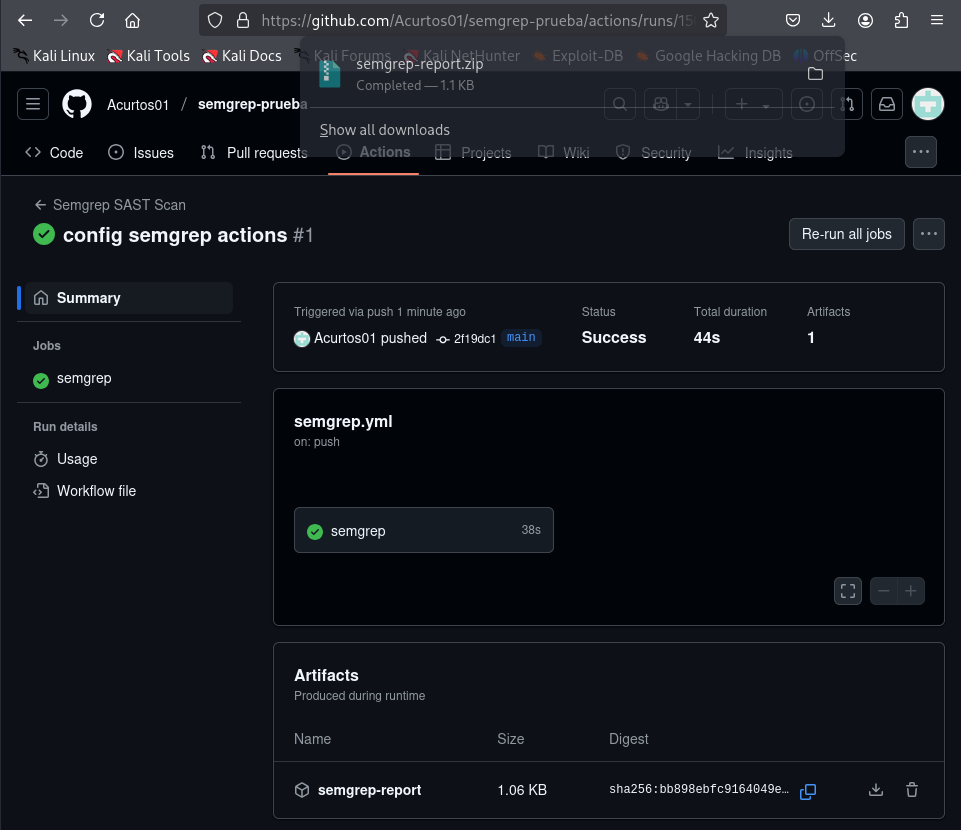 https://github.com/Acurtos01/semgrep-prueba/actions/runs/15
Kali Linux Kali Tools Kali Docs Kali Forums Kali NetHunter Exploit-DB Google Hacking DB OffSec
semgrep-report.zip
Completed — 1.1 KB
Show all downloads
Acurtos01 / semgrep-prueba
Code Issues Pull requests Actions Projects Wiki Security Insights
← Semgrep SAST Scan
config semgrep actions #1
Re-run all jobs
Summary
Jobs
semgrep
Run details
Usage
Workflow file
Triggered via push 1 minute ago
Acurtos01 pushed 2f19dc1 main
Status
Success
Total duration
44s
Artifacts
1
semgrep.yml
on: push
semgrep 38s
Artifacts
Produced during runtime
Name Size Digest
semgrep-report 1.06 KB sha256:bb898ebfc9164049e…